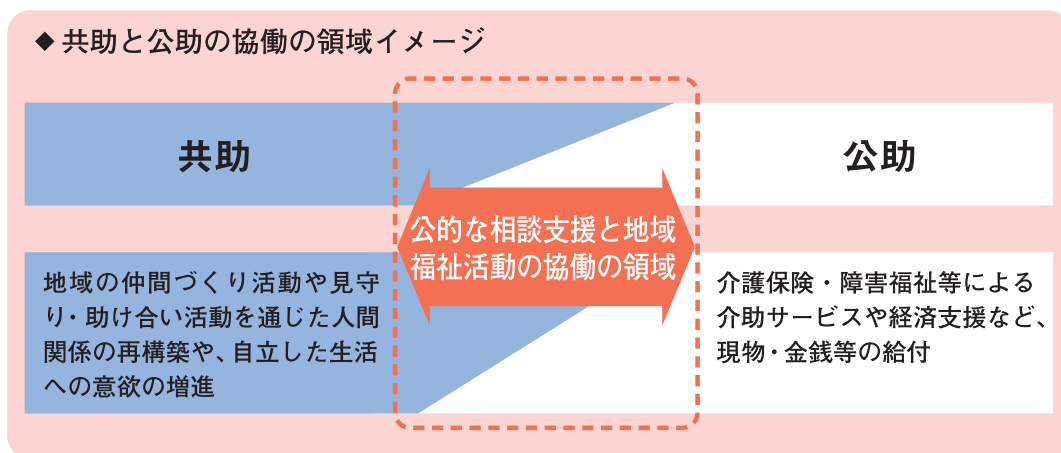 ◆ 共助と公助の協働の領域イメージ
共助
公助
公的な相談支援と地域
福祉活動の協働の領域
地域の仲間づくり活動や見守
り・助け合い活動を通じた人間
関係の再構築や、自立した生活
への意欲の増進
介護保険・障害福祉等による
介助サービスや経済支援など、
現物・金銭等の給付